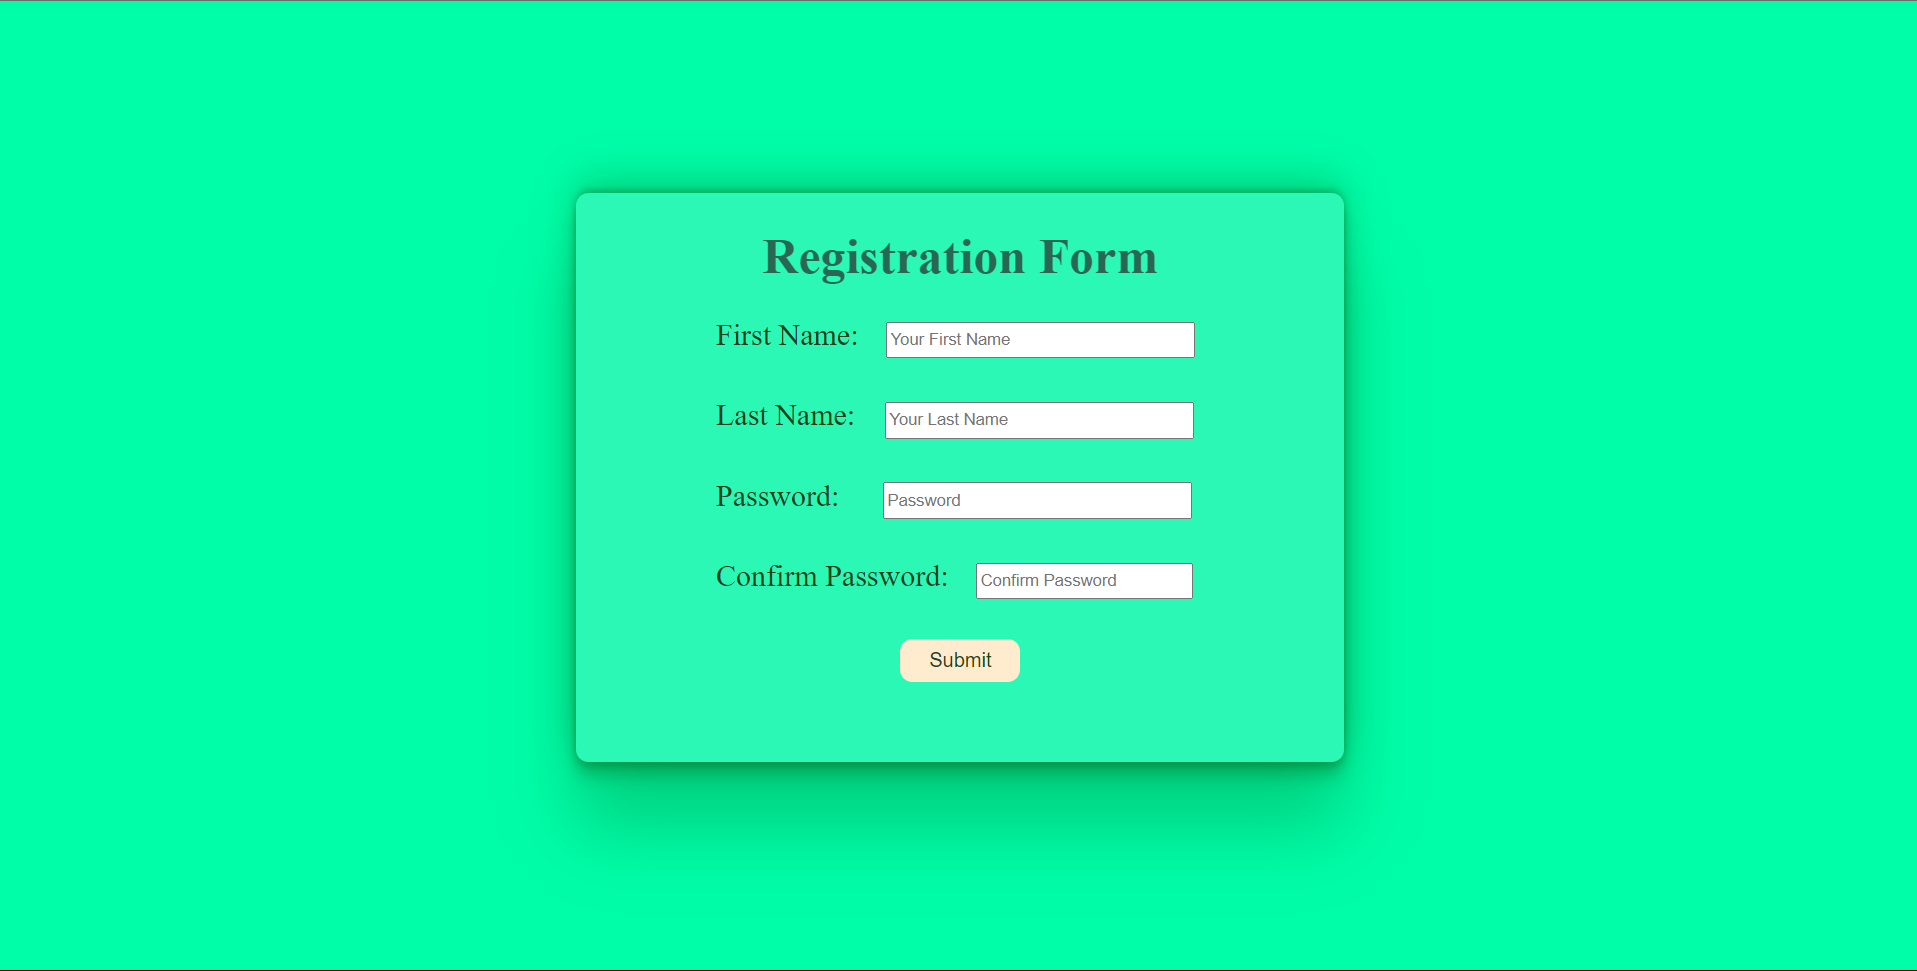 Registration Form
First Name: Your First Name
Last Name: Your Last Name
Password: Password
Confirm Password: Confirm Password
Submit